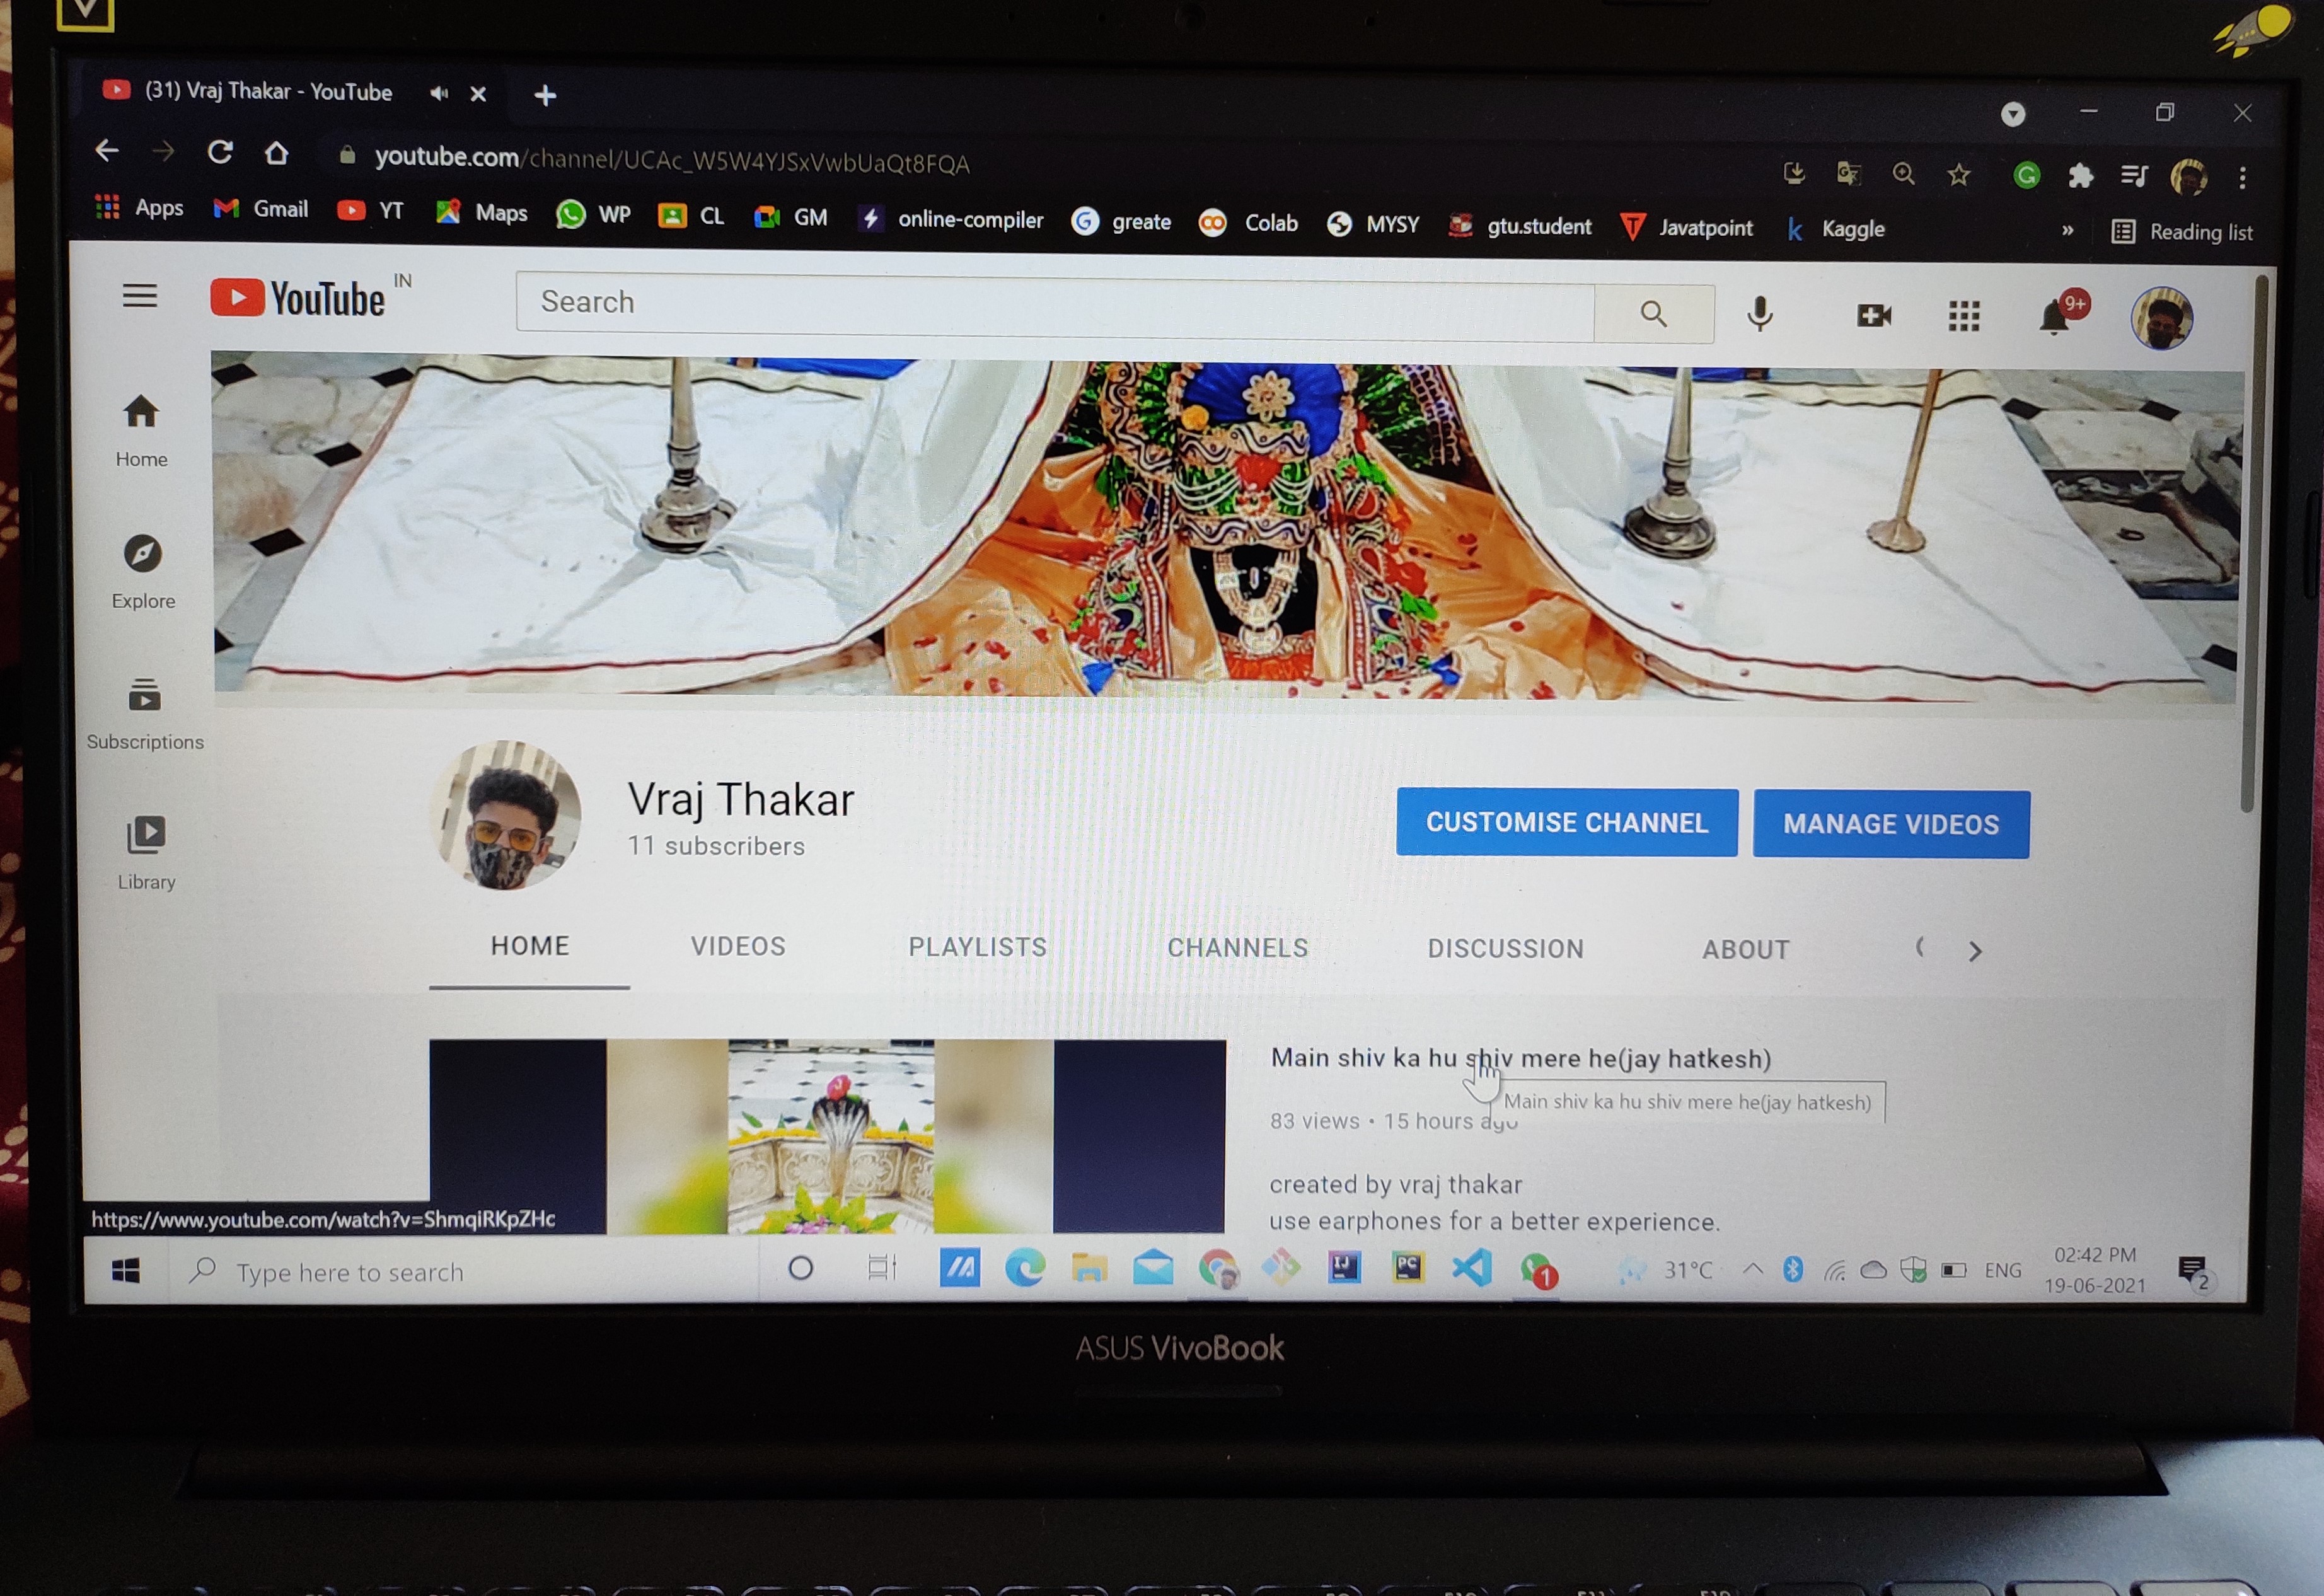 (31) Vraj Thakar - YouTube
youtube.com/channel/UCAc_W5W4YJSxVwbUaQt8FQA
Apps Gmail YT Maps WP CL GM online-compiler greate Colab MYSY gtu.student Javatpoint Kaggle » Reading list
YouTube IN
Search
9+
Home
Explore
Subscriptions
Library
Vraj Thakar
11 subscribers
CUSTOMISE CHANNEL
MANAGE VIDEOS
HOME VIDEOS PLAYLISTS CHANNELS DISCUSSION ABOUT
Main shiv ka hu shiv mere he(jay hatkesh)
Main shiv ka hu shiv mere he(jay hatkesh)
83 views • 15 hours ago
created by vraj thakar
use earphones for a better experience.
https://www.youtube.com/watch?v=ShmqiRKpZHc
Type here to search
IJ
PC
1
31°C
ENG
02:42 PM
19-06-2021
2
ASUS VivoBook